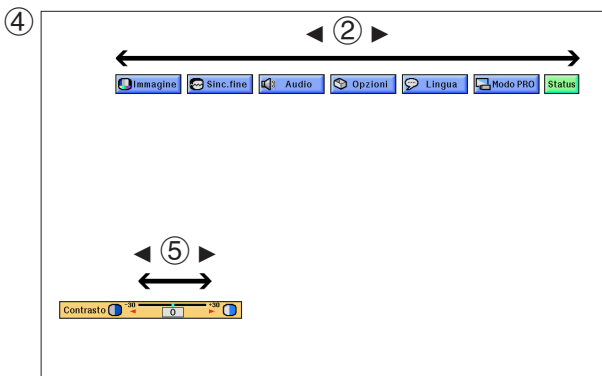 ④
◄ ② ►
Immagine Sinc.fine Audio Opzioni Lingua Modo PRO Status
◄ ⑤ ►
Contrasto -30 0 +30